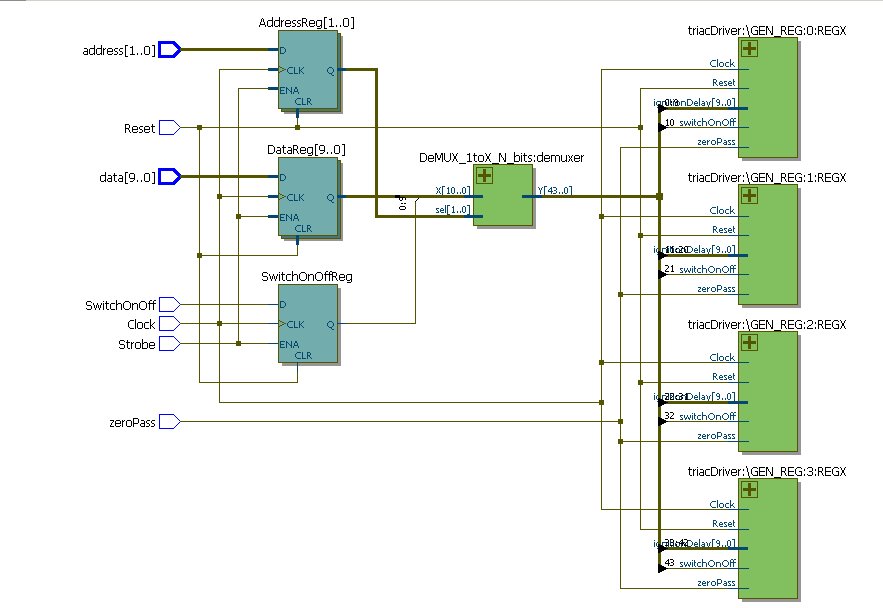 AddressReg[1..0]
address[1..0]
D
CLK
Q
ENA
CLR
Reset
DataReg[9..0]
data[9..0]
D
CLK
Q
ENA
CLR
DeMUX_1toX_N_bits:demuxer
X[10..0]
Y[43..0]
sel[1..0]
0:9
SwitchOnOffReg
SwitchOnOff
D
Clock
CLK
Q
Strobe
ENA
CLR
zeroPass
triacDriver:\GEN_REG:0:REGX
Clock
Reset
ignitionDelay[9..0]
10 switchOnOff
zeroPass
triacDriver:\GEN_REG:1:REGX
Clock
Reset
ignitionDelay[9..0]
21 switchOnOff
zeroPass
triacDriver:\GEN_REG:2:REGX
Clock
Reset
ignitionDelay[9..0]
32 switchOnOff
zeroPass
triacDriver:\GEN_REG:3:REGX
Clock
Reset
ignitionDelay[9..0]
43 switchOnOff
zeroPass